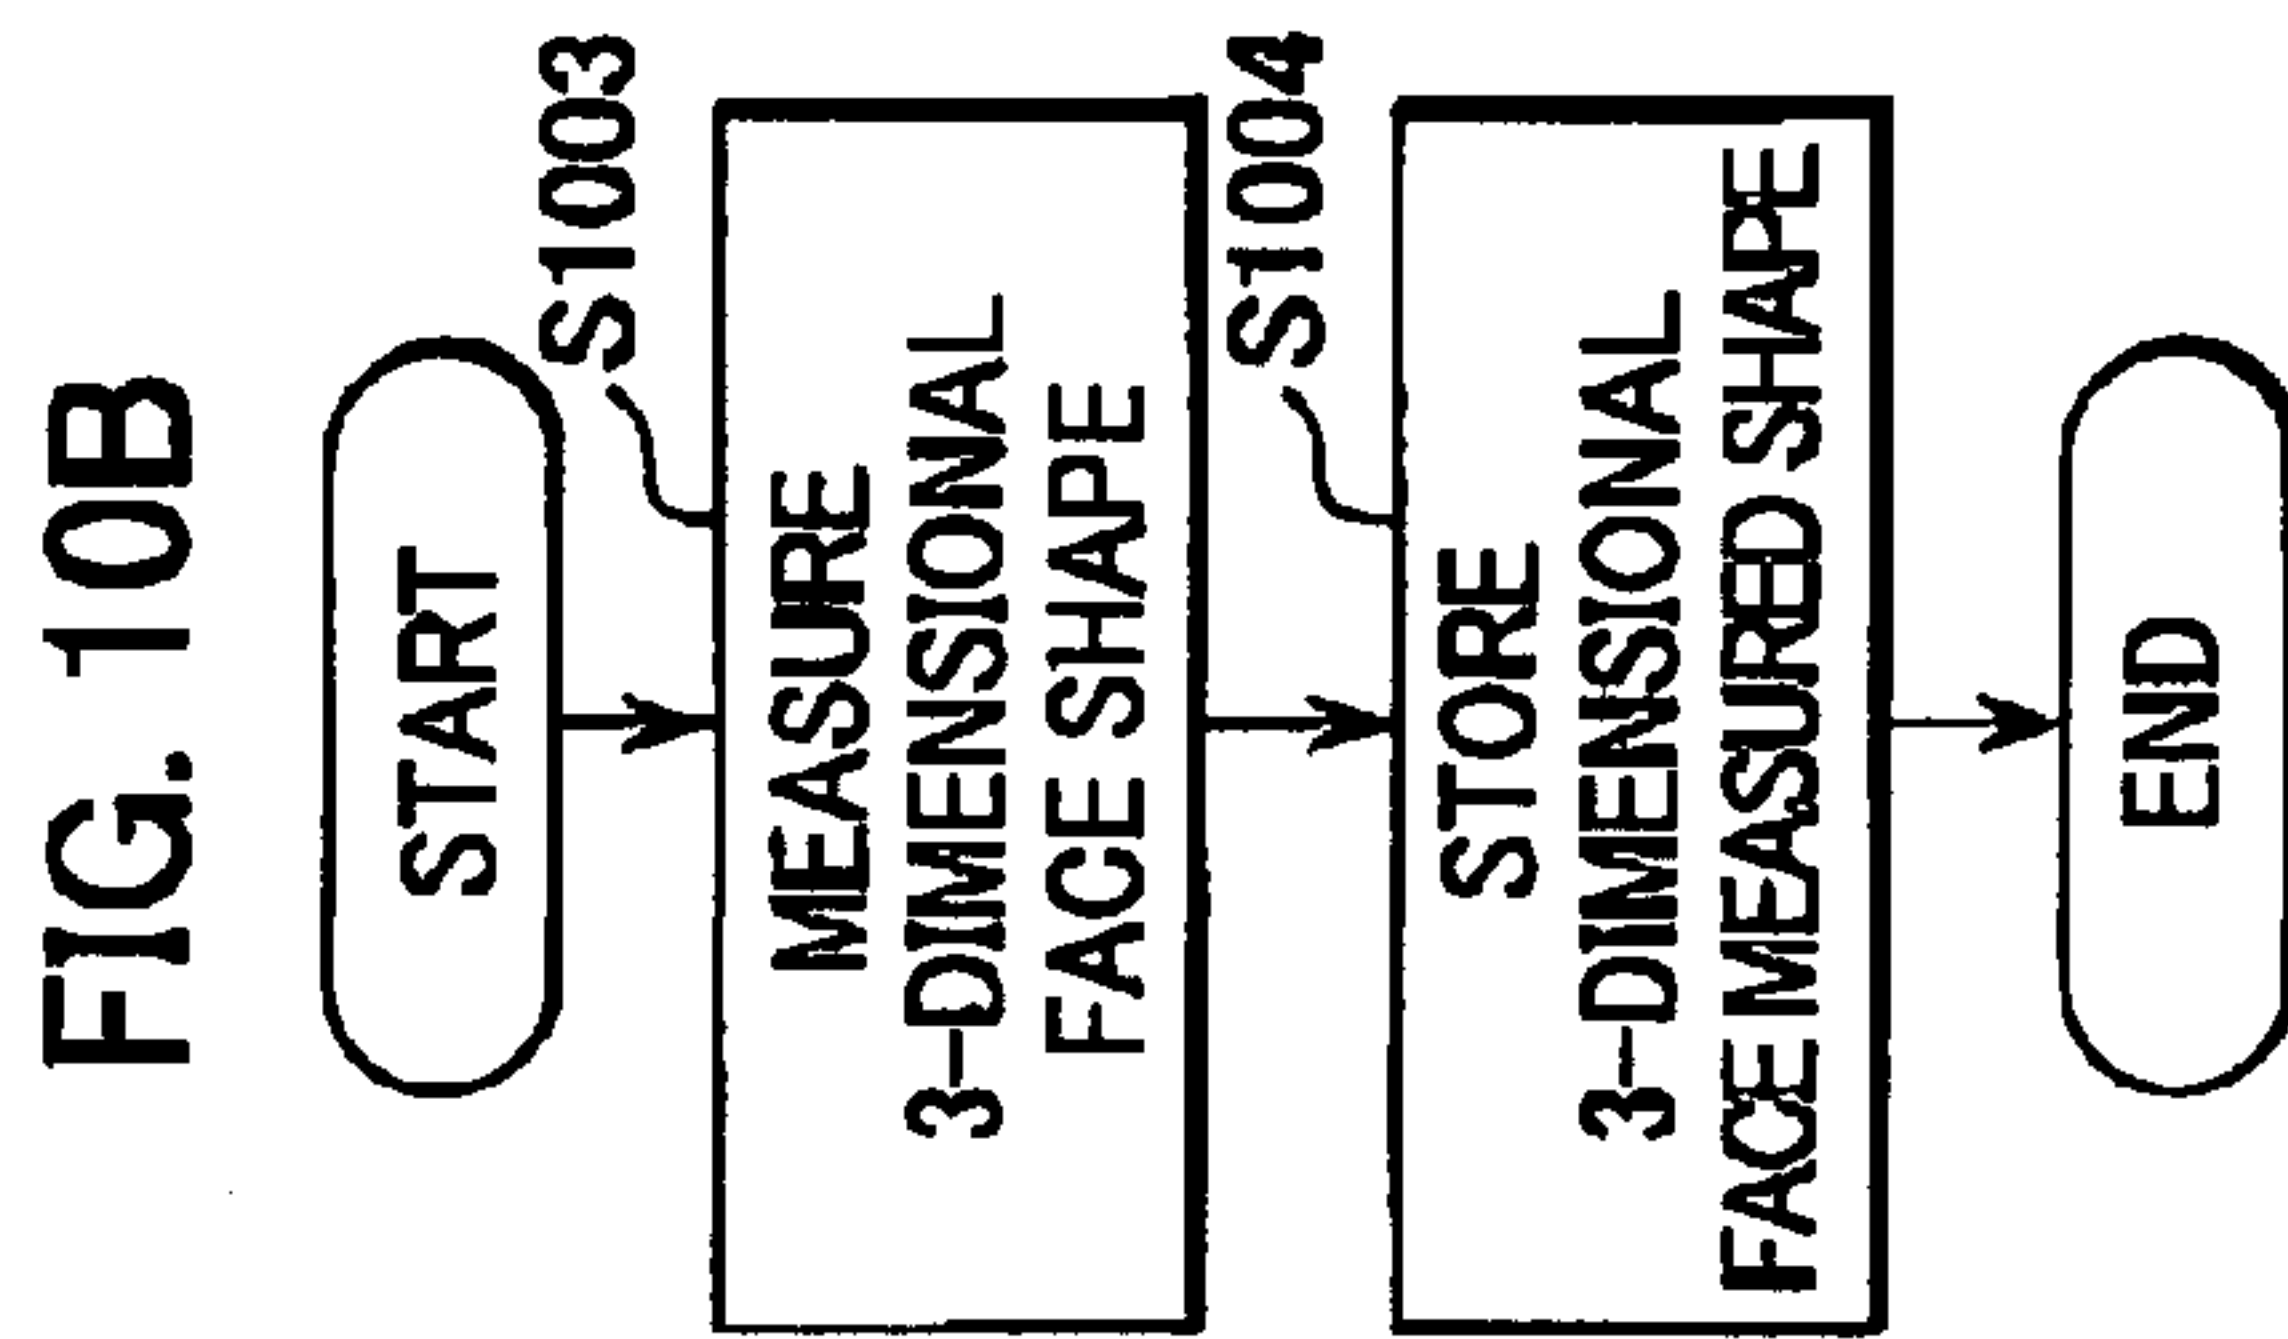 FIG. 10B
START
S1003
MEASURE
3-DIMENSIONAL
FACE SHAPE
S1004
STORE
3-DIMENSIONAL
FACE MEASURED SHAPE
END